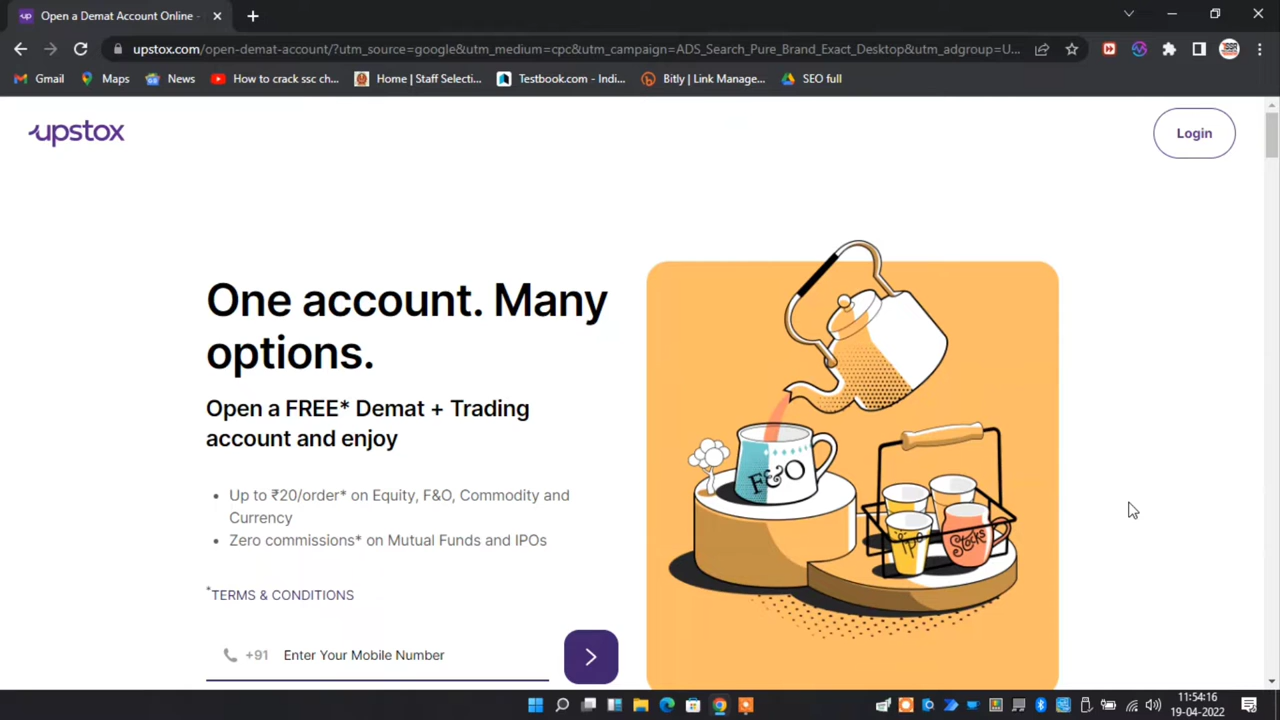 Open a Demat Account Online -
upstox.com/open-demat-account/?utm_source=google&utm_medium=cpc&utm_campaign=ADS_Search_Pure_Brand_Exact_Desktop&utm_adgroup=U...
Gmail Maps News How to crack ssc ch... Home | Staff Selecti... Testbook.com - Indi... Bitly | Link Manage... SEO full
upstox
Login
One account. Many
options.
Open a FREE* Demat + Trading
account and enjoy
• Up to ₹20/order* on Equity, F&O, Commodity and
Currency
• Zero commissions* on Mutual Funds and IPOs
*TERMS & CONDITIONS
+91 Enter Your Mobile Number
F&O
Ipo
Stocks
11:54:16
19-04-2022